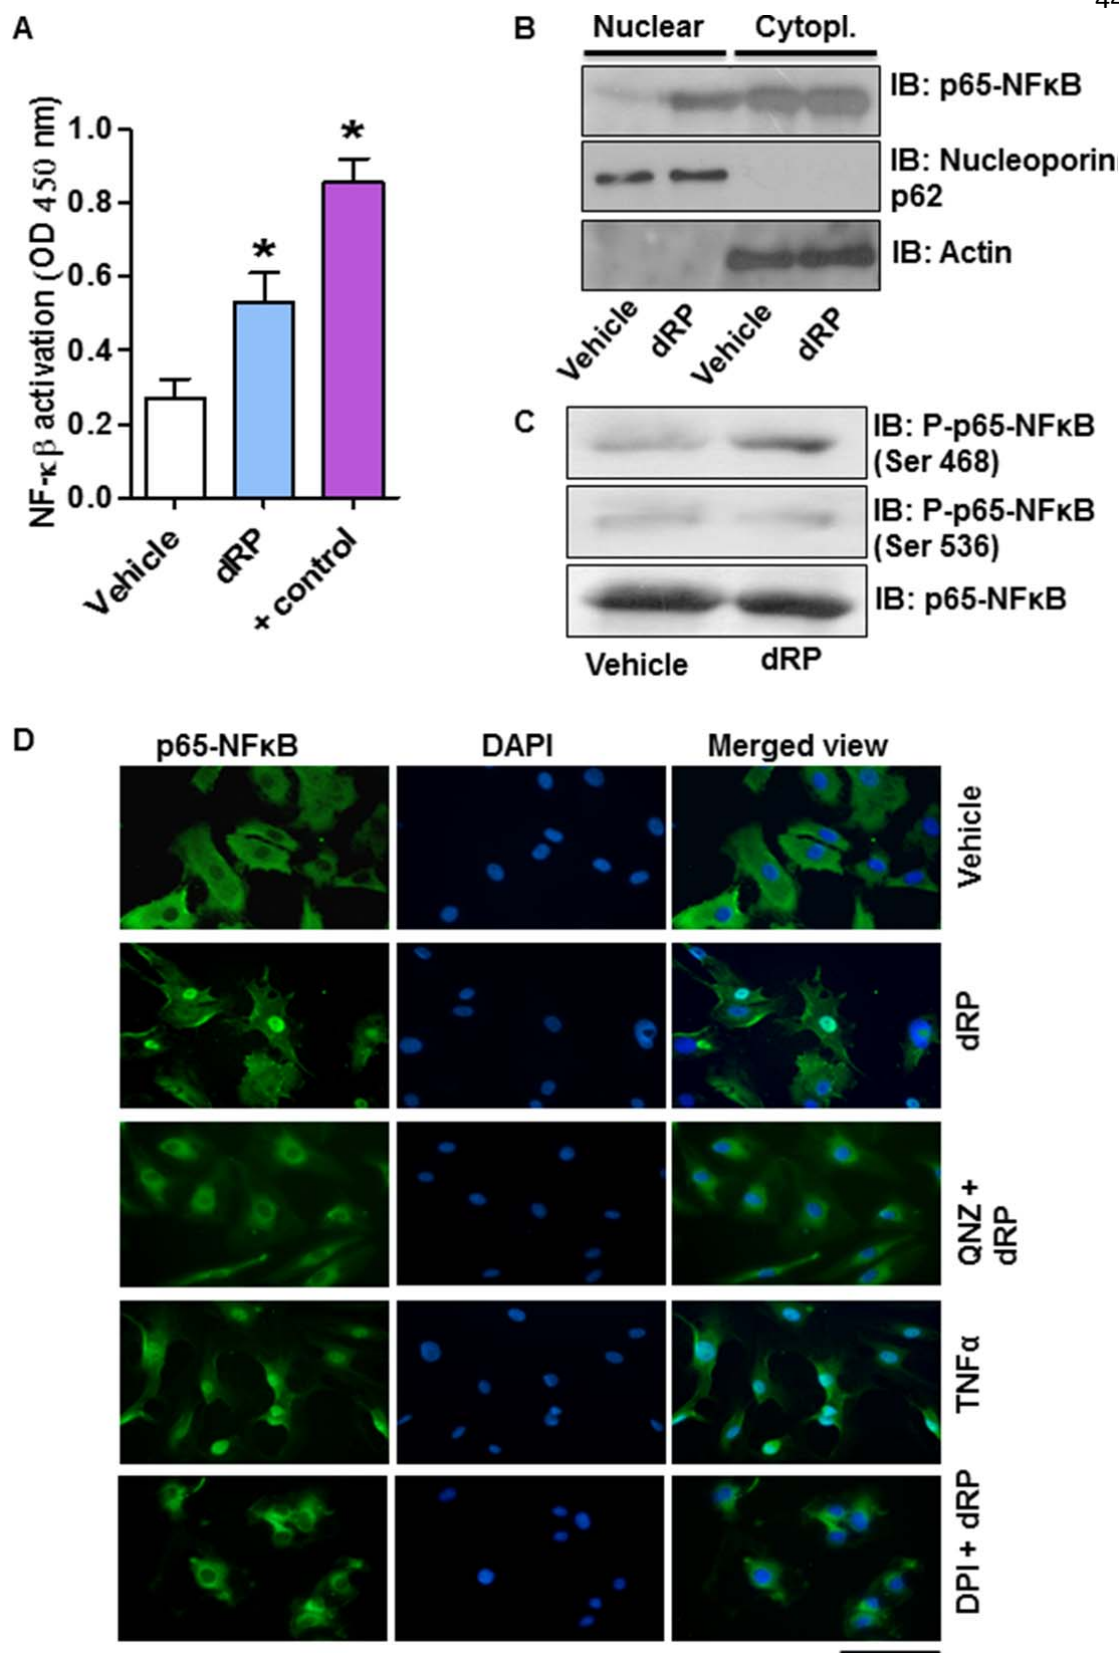 44
A
NF-κβ activation (OD 450 nm)
1.0
0.8
0.6
0.4
0.2
0.0
*
*
Vehicle
dRP
+ control
B
Nuclear
Cytopl.
IB: p65-NFκB
IB: Nucleoporin
p62
IB: Actin
Vehicle
dRP
Vehicle
dRP
C
IB: P-p65-NFκB
(Ser 468)
IB: P-p65-NFκB
(Ser 536)
IB: p65-NFκB
Vehicle
dRP
D
p65-NFκB
DAPI
Merged view
Vehicle
dRP
QNZ +
dRP
TNFα
DPI + dRP